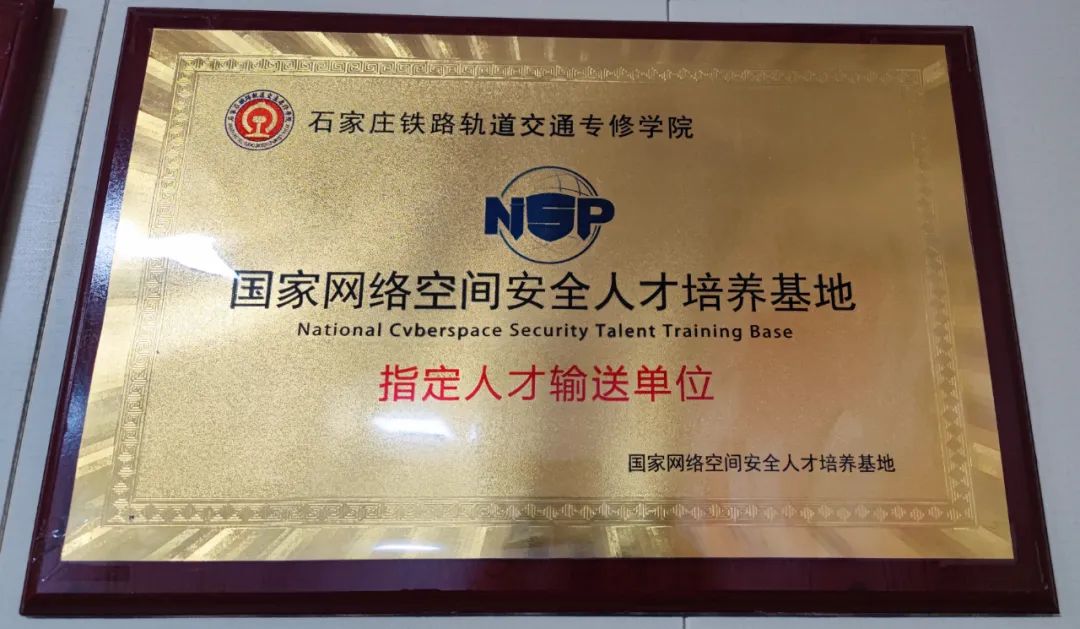 石家庄铁路轨道交通专修学院
NISP
国家网络空间安全人才培养基地
National Cyberspace Security Talent Training Base
指定人才输送单位
国家网络空间安全人才培养基地